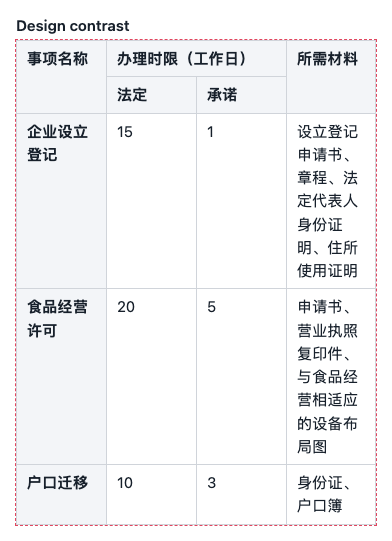 Design contrast
事项名称
办理时限（工作日）
所需材料
法定
承诺
企业设立
登记
15
1
设立登记
申请书、
章程、法
定代表人
身份证
明、住所
使用证明
食品经营
许可
20
5
申请书、
营业执照
复印件、
与食品经
营相适应
的设备布
局图
户口迁移
10
3
身份证、
户口簿